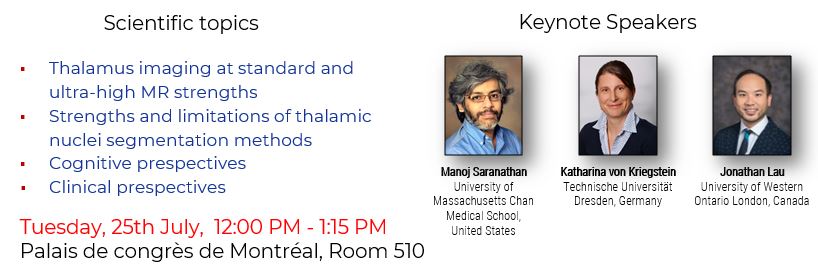 Scientific topics
▪ Thalamus imaging at standard and
ultra-high MR strengths
▪ Strengths and limitations of thalamic
nuclei segmentation methods
▪ Cognitive prespectives
▪ Clinical prespectives
Tuesday, 25th July, 12:00 PM - 1:15 PM
Palais de congrès de Montréal, Room 510
Keynote Speakers
Manoj Saranathan
University of
Massachusetts Chan
Medical School,
United States
Katharina von Kriegstein
Technische Universität
Dresden, Germany
Jonathan Lau
University of Western
Ontario London, Canada